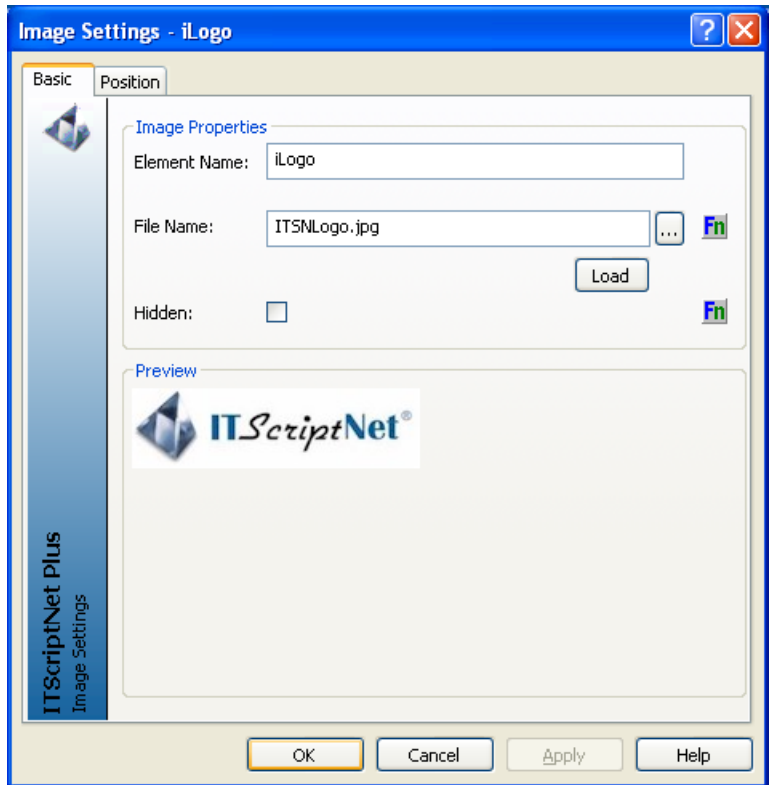 Image Settings - iLogo
?
Basic
Position
Image Properties
Element Name:
iLogo
File Name:
ITSNLogo.jpg
...
Fn
Load
Hidden:
Fn
Preview
ITScriptNet®
ITScriptNet Plus
Image Settings
OK
Cancel
Apply
Help